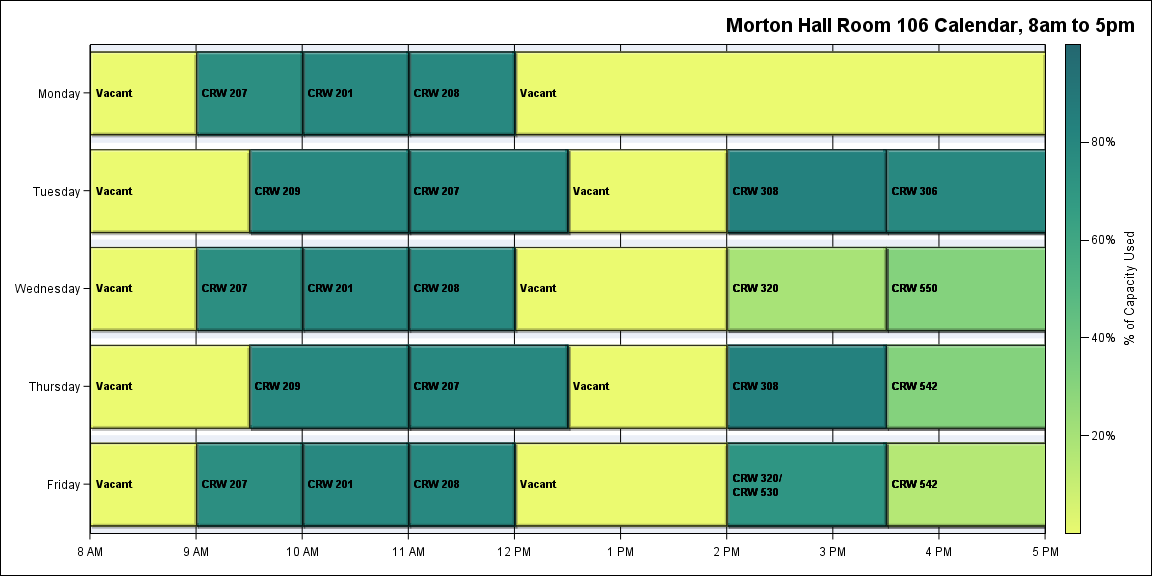 Morton Hall Room 106 Calendar, 8am to 5pm
Monday
Vacant
CRW 207
CRW 201
CRW 208
Vacant
Tuesday
Vacant
CRW 209
CRW 207
Vacant
CRW 308
CRW 306
Wednesday
Vacant
CRW 207
CRW 201
CRW 208
Vacant
CRW 320
CRW 550
Thursday
Vacant
CRW 209
CRW 207
Vacant
CRW 308
CRW 542
Friday
Vacant
CRW 207
CRW 201
CRW 208
Vacant
CRW 320/
CRW 530
CRW 542
8 AM
9 AM
10 AM
11 AM
12 PM
1 PM
2 PM
3 PM
4 PM
5 PM
80%
60%
40%
20%
% of Capacity Used